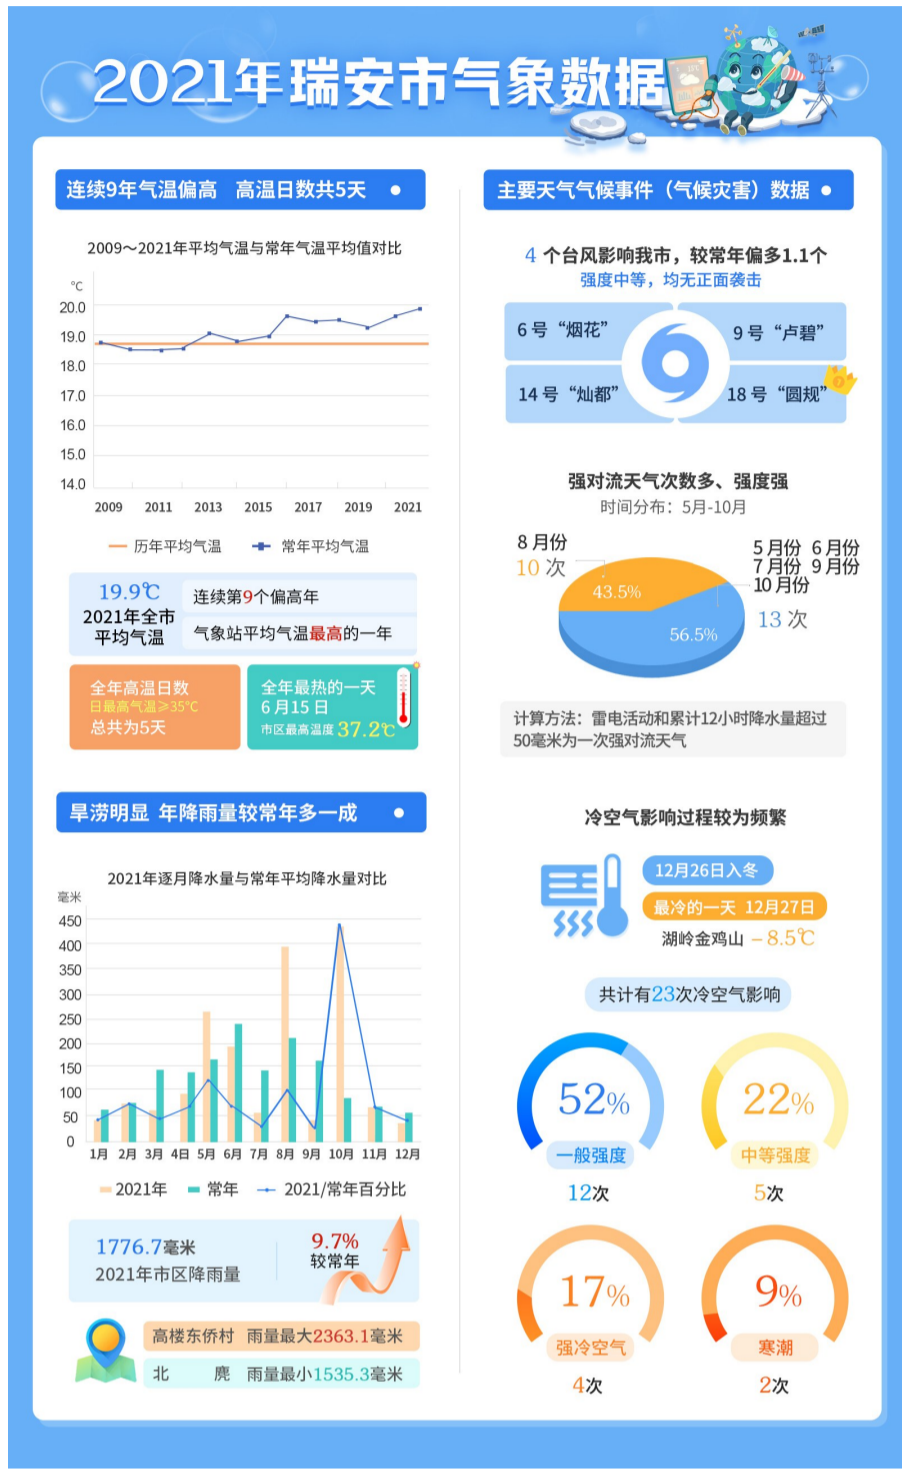 2021年瑞安市气象数据
连续9年气温偏高 高温日数共5天
2009～2021年平均气温与常年气温平均值对比
℃
20.0
19.0
18.0
17.0
16.0
15.0
14.0
2009 2011 2013 2015 2017 2019 2021
历年平均气温 常年平均气温
19.9℃
2021年全市
平均气温
连续第9个偏高年
气象站平均气温最高的一年
全年高温日数
日最高气温≥35℃
总共为5天
全年最热的一天
6月15日
市区最高温度 37.2℃
旱涝明显 年降雨量较常年多一成
2021年逐月降水量与常年平均降水量对比
毫米
450
400
350
300
250
200
150
100
50
0
1月 2月 3月 4日 5月 6月 7月 8月 9月 10月 11月 12月
2021年 常年 2021/常年百分比
1776.7毫米
2021年市区降雨量
9.7%
较常年
高楼东侨村 雨量最大2363.1毫米
北 麂 雨量最小1535.3毫米
主要天气气候事件（气候灾害）数据
4 个台风影响我市，较常年偏多1.1个
强度中等，均无正面袭击
6号“烟花”
9号“卢碧”
14号“灿都”
18号“圆规”
强对流天气次数多、强度强
时间分布：5月-10月
8月份
10 次
43.5%
5月份 6月份
7月份 9月份
10月份
13 次
56.5%
计算方法：雷电活动和累计12小时降水量超过
50毫米为一次强对流天气
冷空气影响过程较为频繁
12月26日入冬
最冷的一天 12月27日
湖岭金鸡山 －8.5℃
共计有23次冷空气影响
52%
一般强度
12次
22%
中等强度
5次
17%
强冷空气
4次
9%
寒潮
2次